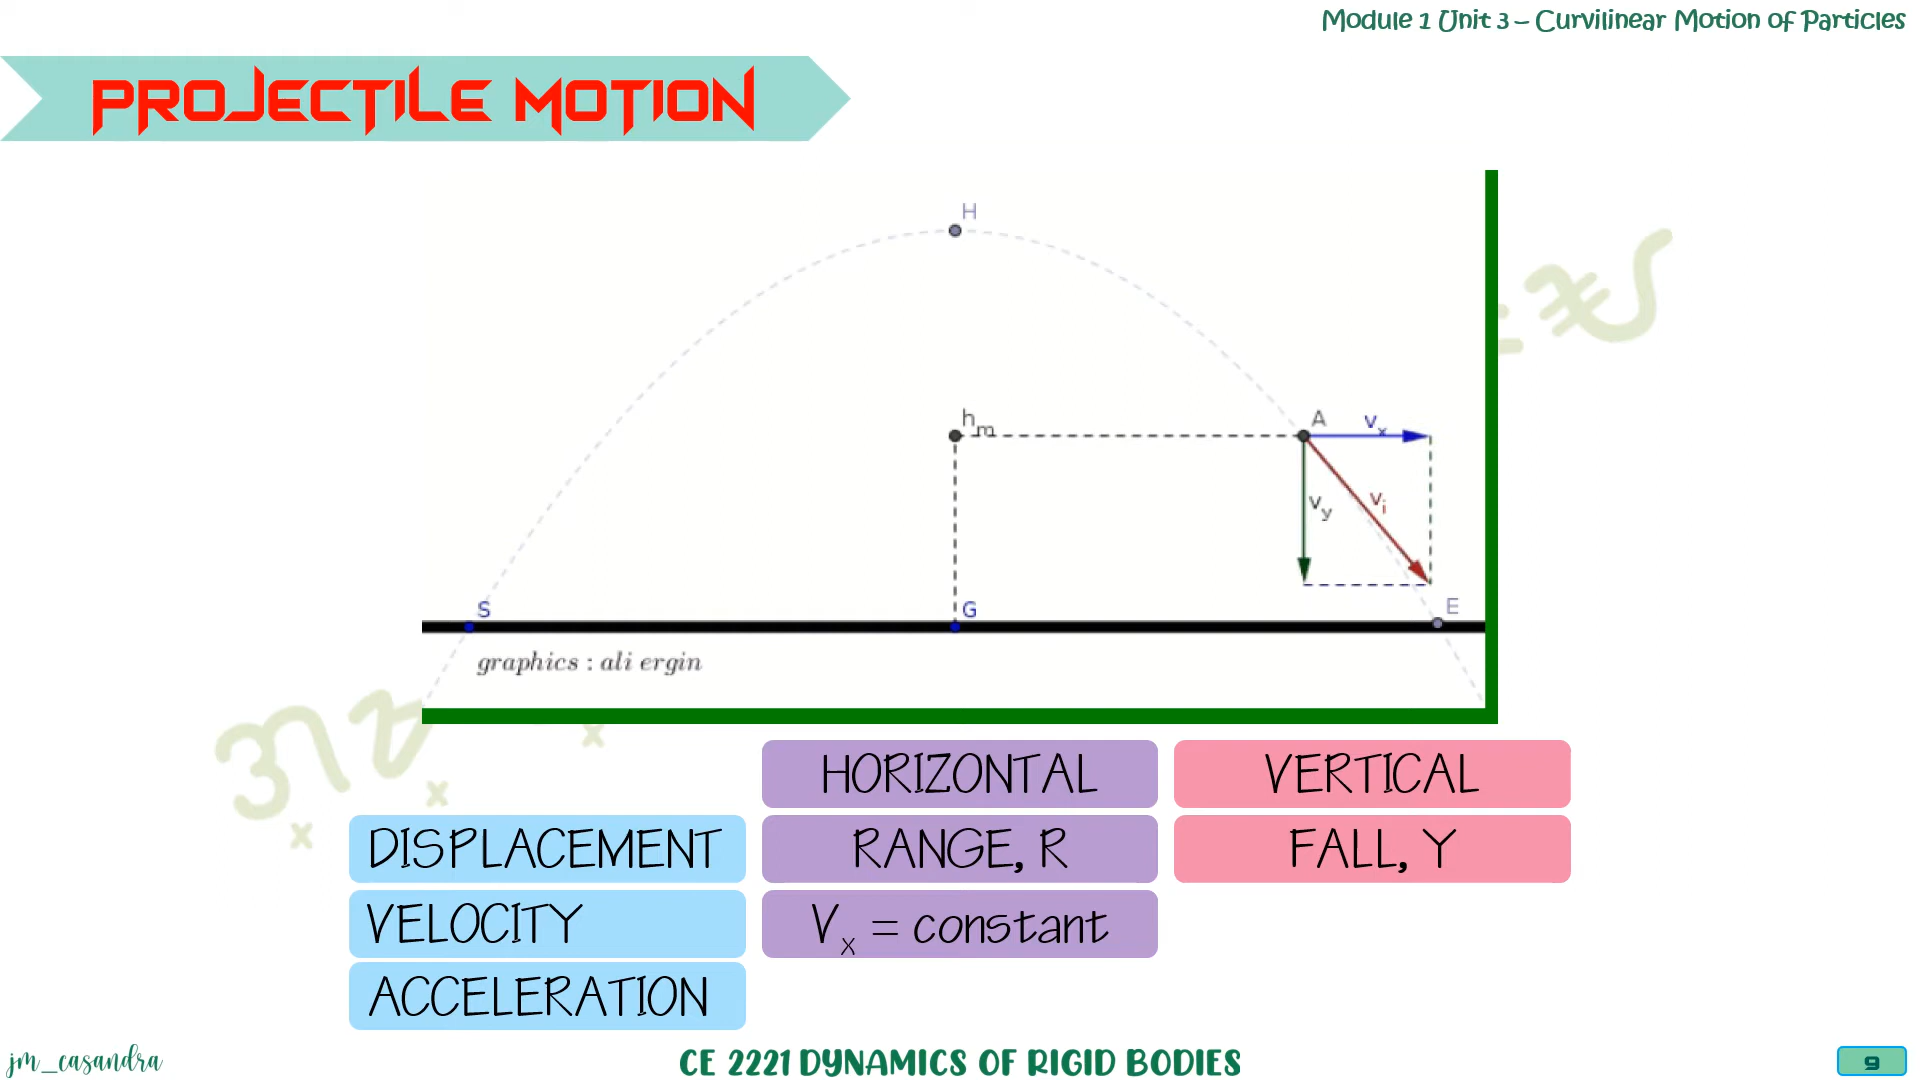 Module 1 Unit 3 – Curvilinear Motion of Particles
PROJECTILE MOTION
H
h_m
A
v_x
v_y
v_i
S
G
E
graphics : ali ergin
HORIZONTAL
VERTICAL
DISPLACEMENT
RANGE, R
FALL, Y
VELOCITY
V_x = constant
ACCELERATION
jm_casandra
CE 2221 DYNAMICS OF RIGID BODIES
9